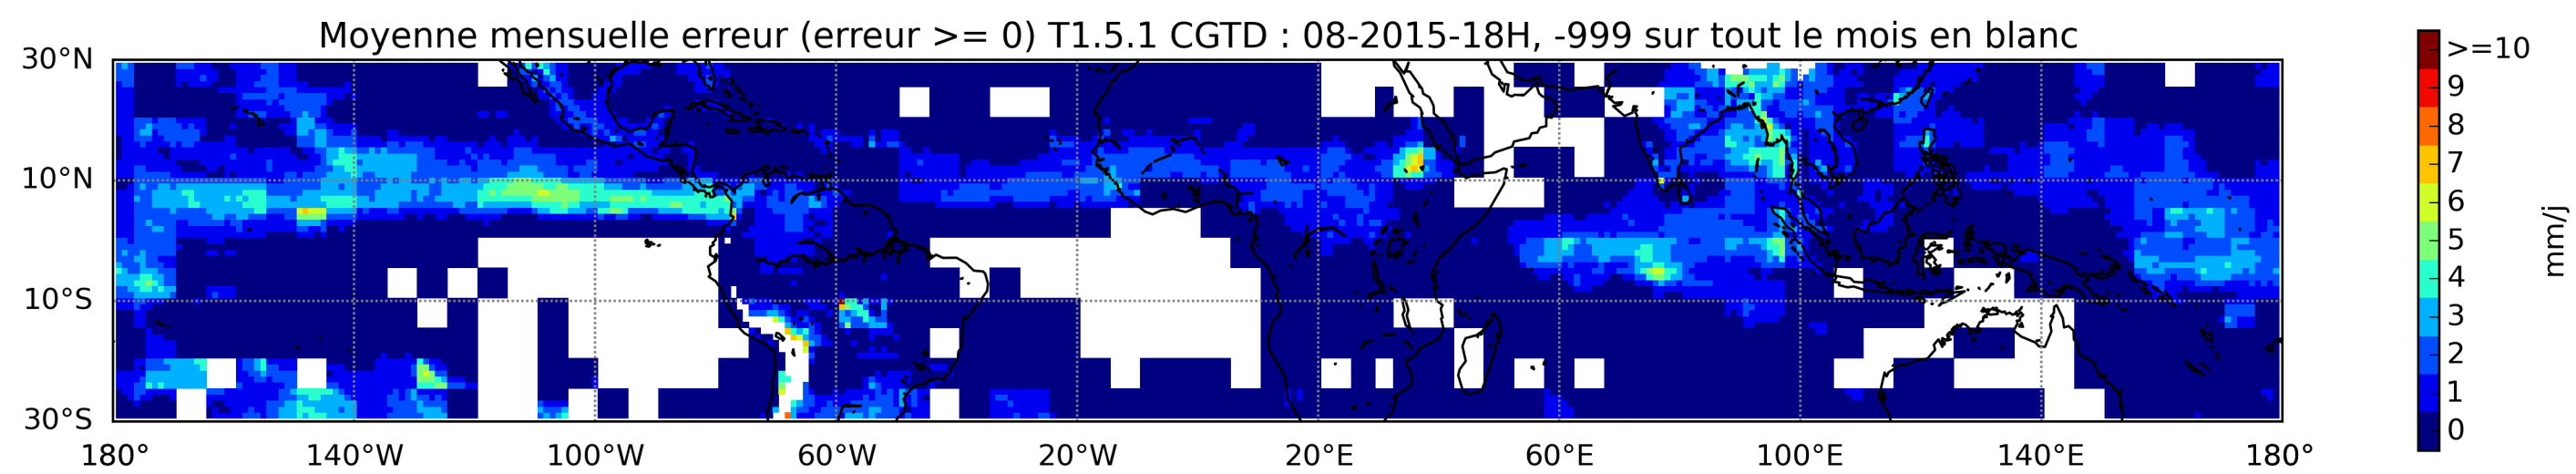 Moyenne mensuelle erreur (erreur >= 0) T1.5.1 CGTD : 08-2015-18H, -999 sur tout le mois en blanc
30°N
10°N
10°S
30°S
180°
140°W
100°W
60°W
20°W
20°E
60°E
100°E
140°E
180°
>=10
9
8
7
6
5
4
3
2
1
0
mm/j